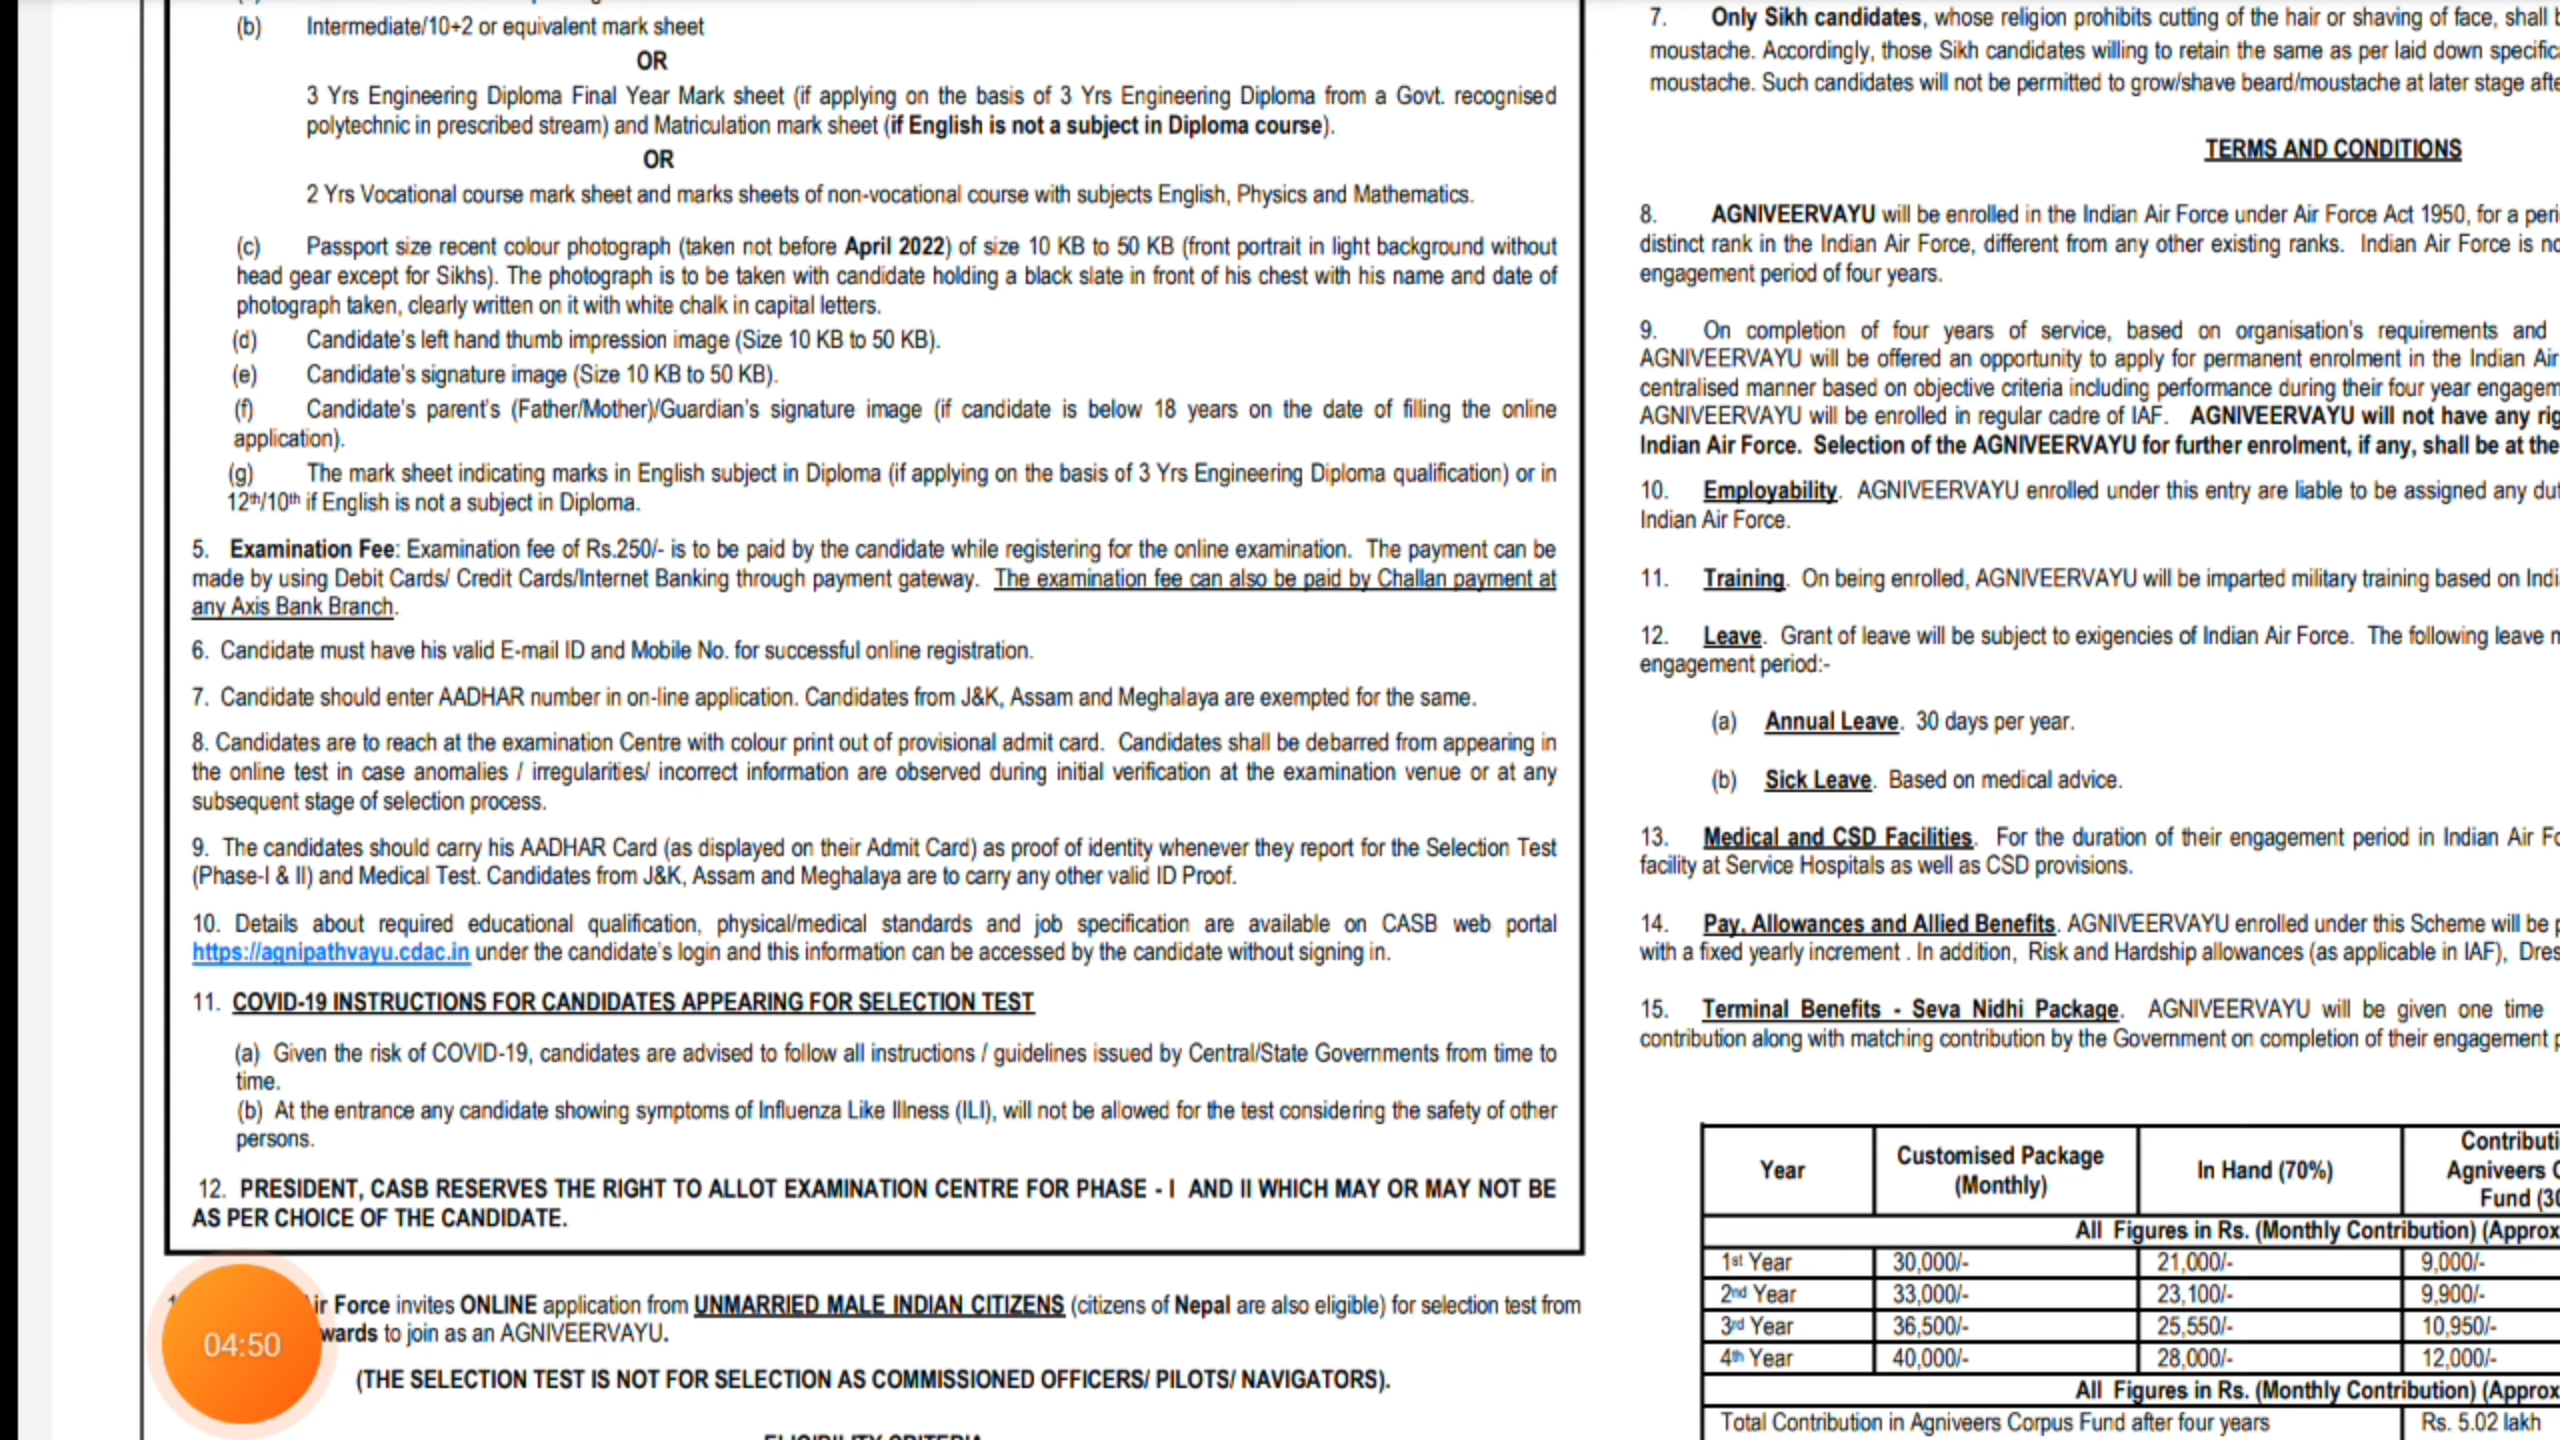 (b) Intermediate/10+2 or equivalent mark sheet
OR
3 Yrs Engineering Diploma Final Year Mark sheet (if applying on the basis of 3 Yrs Engineering Diploma from a Govt. recognised
polytechnic in prescribed stream) and Matriculation mark sheet (if English is not a subject in Diploma course).
OR
2 Yrs Vocational course mark sheet and marks sheets of non-vocational course with subjects English, Physics and Mathematics.
(c) Passport size recent colour photograph (taken not before April 2022) of size 10 KB to 50 KB (front portrait in light background without
head gear except for Sikhs). The photograph is to be taken with candidate holding a black slate in front of his chest with his name and date of
photograph taken, clearly written on it with white chalk in capital letters.
(d) Candidate's left hand thumb impression image (Size 10 KB to 50 KB).
(e) Candidate's signature image (Size 10 KB to 50 KB).
(f) Candidate's parent's (Father/Mother)/Guardian's signature image (if candidate is below 18 years on the date of filling the online
application).
(g) The mark sheet indicating marks in English subject in Diploma (if applying on the basis of 3 Yrs Engineering Diploma qualification) or in
12th/10th if English is not a subject in Diploma.
5. Examination Fee: Examination fee of Rs.250/- is to be paid by the candidate while registering for the online examination. The payment can be
made by using Debit Cards/ Credit Cards/Internet Banking through payment gateway. The examination fee can also be paid by Challan payment at
any Axis Bank Branch.
6. Candidate must have his valid E-mail ID and Mobile No. for successful online registration.
7. Candidate should enter AADHAR number in on-line application. Candidates from J&K, Assam and Meghalaya are exempted for the same.
8. Candidates are to reach at the examination Centre with colour print out of provisional admit card. Candidates shall be debarred from appearing in
the online test in case anomalies / irregularities/ incorrect information are observed during initial verification at the examination venue or at any
subsequent stage of selection process.
9. The candidates should carry his AADHAR Card (as displayed on their Admit Card) as proof of identity whenever they report for the Selection Test
(Phase-I & II) and Medical Test. Candidates from J&K, Assam and Meghalaya are to carry any other valid ID Proof.
10. Details about required educational qualification, physical/medical standards and job specification are available on CASB web portal
https://agnipathvayu.cdac.in under the candidate's login and this information can be accessed by the candidate without signing in.
11. COVID-19 INSTRUCTIONS FOR CANDIDATES APPEARING FOR SELECTION TEST
(a) Given the risk of COVID-19, candidates are advised to follow all instructions / guidelines issued by Central/State Governments from time to
time.
(b) At the entrance any candidate showing symptoms of Influenza Like Illness (ILI), will not be allowed for the test considering the safety of other
persons.
12. PRESIDENT, CASB RESERVES THE RIGHT TO ALLOT EXAMINATION CENTRE FOR PHASE - I AND II WHICH MAY OR MAY NOT BE
AS PER CHOICE OF THE CANDIDATE.
ir Force invites ONLINE application from UNMARRIED MALE INDIAN CITIZENS (citizens of Nepal are also eligible) for selection test from
wards to join as an AGNIVEERVAYU.
04:50
(THE SELECTION TEST IS NOT FOR SELECTION AS COMMISSIONED OFFICERS/ PILOTS/ NAVIGATORS).
7. Only Sikh candidates, whose religion prohibits cutting of the hair or shaving of face, shall
moustache. Accordingly, those Sikh candidates willing to retain the same as per laid down specific
moustache. Such candidates will not be permitted to grow/shave beard/moustache at later stage afte
TERMS AND CONDITIONS
8. AGNIVEERVAYU will be enrolled in the Indian Air Force under Air Force Act 1950, for a peri
distinct rank in the Indian Air Force, different from any other existing ranks. Indian Air Force is no
engagement period of four years.
9. On completion of four years of service, based on organisation's requirements and
AGNIVEERVAYU will be offered an opportunity to apply for permanent enrolment in the Indian Air
centralised manner based on objective criteria including performance during their four year engagem
AGNIVEERVAYU will be enrolled in regular cadre of IAF. AGNIVEERVAYU will not have any rig
Indian Air Force. Selection of the AGNIVEERVAYU for further enrolment, if any, shall be at the
10. Employability. AGNIVEERVAYU enrolled under this entry are liable to be assigned any dut
Indian Air Force.
11. Training. On being enrolled, AGNIVEERVAYU will be imparted military training based on Indi
12. Leave. Grant of leave will be subject to exigencies of Indian Air Force. The following leave m
engagement period:-
(a) Annual Leave. 30 days per year.
(b) Sick Leave. Based on medical advice.
13. Medical and CSD Facilities. For the duration of their engagement period in Indian Air Fo
facility at Service Hospitals as well as CSD provisions.
14. Pay, Allowances and Allied Benefits. AGNIVEERVAYU enrolled under this Scheme will be p
with a fixed yearly increment . In addition, Risk and Hardship allowances (as applicable in IAF), Dres
15. Terminal Benefits - Seva Nidhi Package. AGNIVEERVAYU will be given one time
contribution along with matching contribution by the Government on completion of their engagement p
Year Customised Package (Monthly) In Hand (70%) Contributi Agniveers C Fund (30
All Figures in Rs. (Monthly Contribution) (Approx
1st Year 30,000/- 21,000/- 9,000/-
2nd Year 33,000/- 23,100/- 9,900/-
3rd Year 36,500/- 25,550/- 10,950/-
4th Year 40,000/- 28,000/- 12,000/-
All Figures in Rs. (Monthly Contribution) (Approx
Total Contribution in Agniveers Corpus Fund after four years Rs. 5.02 lakh